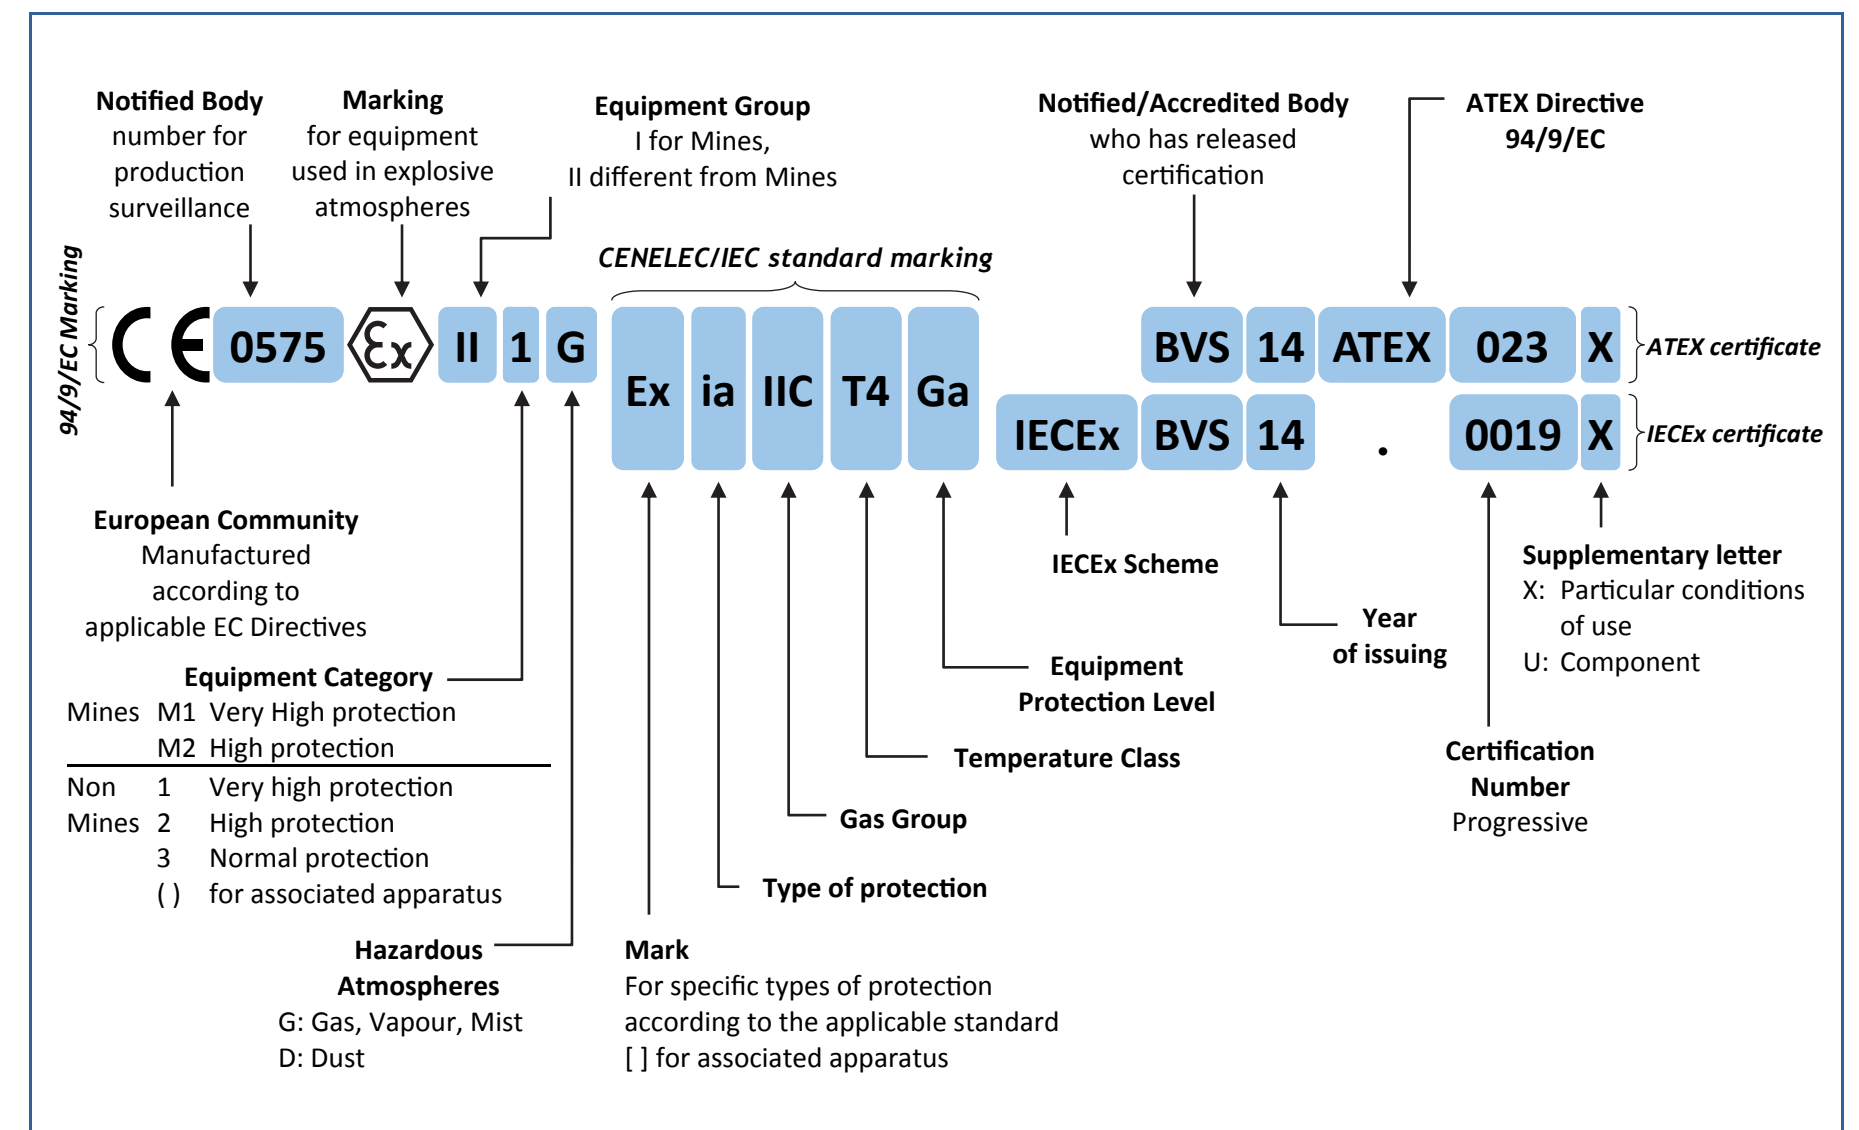 Notified Body
number for
production
surveillance
Marking
for equipment
used in explosive
atmospheres
Equipment Group
I for Mines,
II different from Mines
Notified/Accredited Body
who has released
certification
ATEX Directive
94/9/EC
CENELEC/IEC standard marking
94/9/EC Marking
CE 0575 Ex II 1 G
Ex ia IIC T4 Ga
BVS 14 ATEX 023 X
ATEX certificate
IECEx BVS 14 . 0019 X
IECEx certificate
European Community
Manufactured
according to
applicable EC Directives
Equipment Category
Mines M1 Very High protection
M2 High protection
Non 1 Very high protection
Mines 2 High protection
3 Normal protection
( ) for associated apparatus
Hazardous
Atmospheres
G: Gas, Vapour, Mist
D: Dust
Mark
For specific types of protection
according to the applicable standard
[ ] for associated apparatus
Type of protection
Gas Group
Temperature Class
Equipment
Protection Level
IECEx Scheme
Year
of issuing
Certification
Number
Progressive
Supplementary letter
X: Particular conditions
of use
U: Component